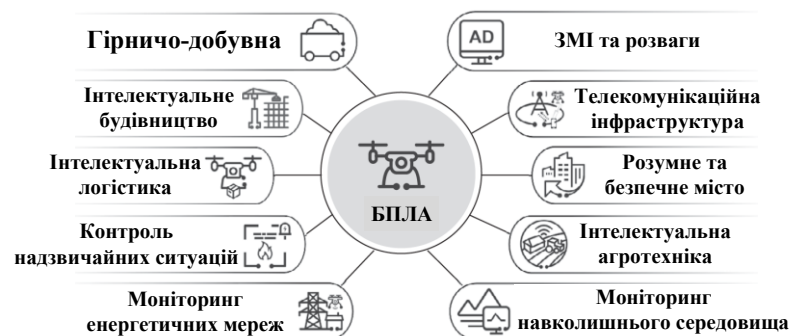 Гірничо-добувна
AD
ЗМІ та розваги
Інтелектуальне
будівництво
Телекомунікаційна
інфраструктура
Інтелектуальна
логістика
БПЛА
Розумне та
безпечне місто
Контроль
надзвичайних ситуацій
Інтелектуальна
агротехніка
Моніторинг
енергетичних мереж
Моніторинг
навколишнього середовища